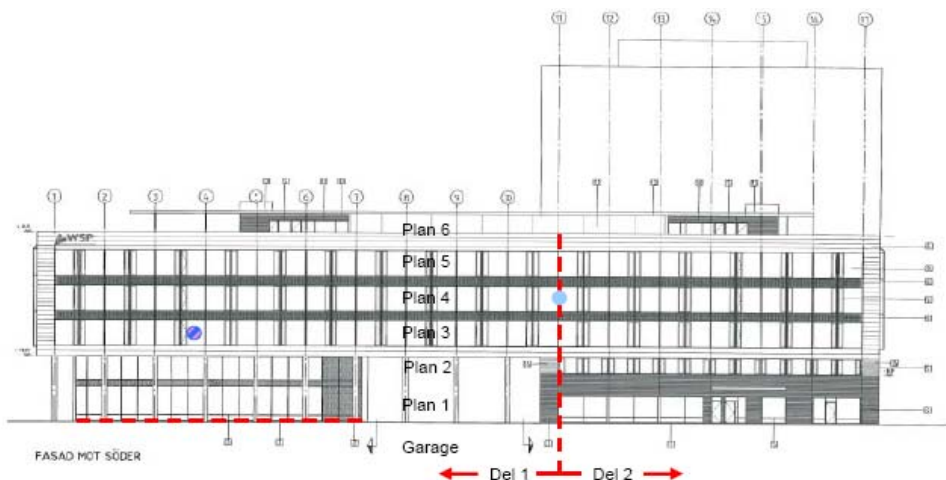 11 12 13 14 15 16 17
1 2 3 4 5 6 7 8 9 10
Plan 6
WSP
Plan 5
Plan 4
Plan 3
Plan 2
Plan 1
Garage
FASAD MOT SÖDER
Del 1 Del 2